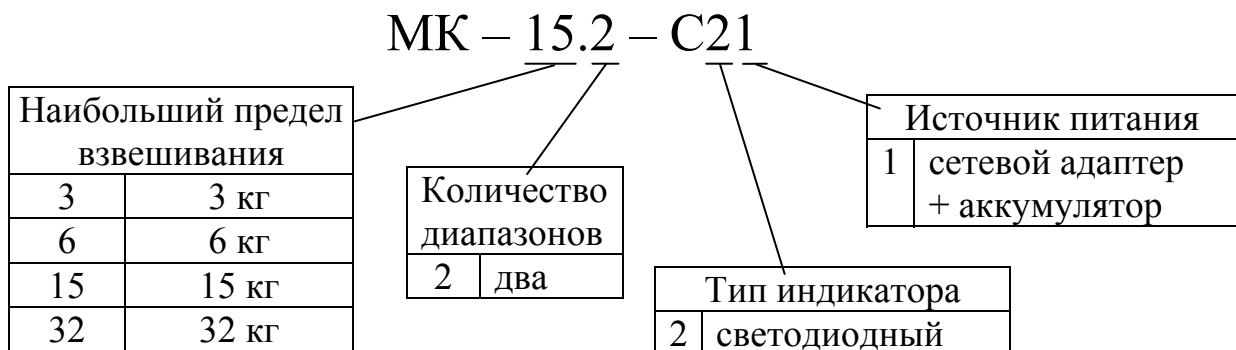 МК – 15.2 – С21
Наибольший предел
взвешивания
3 3 кг
6 6 кг
15 15 кг
32 32 кг
Количество
диапазонов
2 два
Тип индикатора
2 светодиодный
Источник питания
1 сетевой адаптер
+ аккумулятор